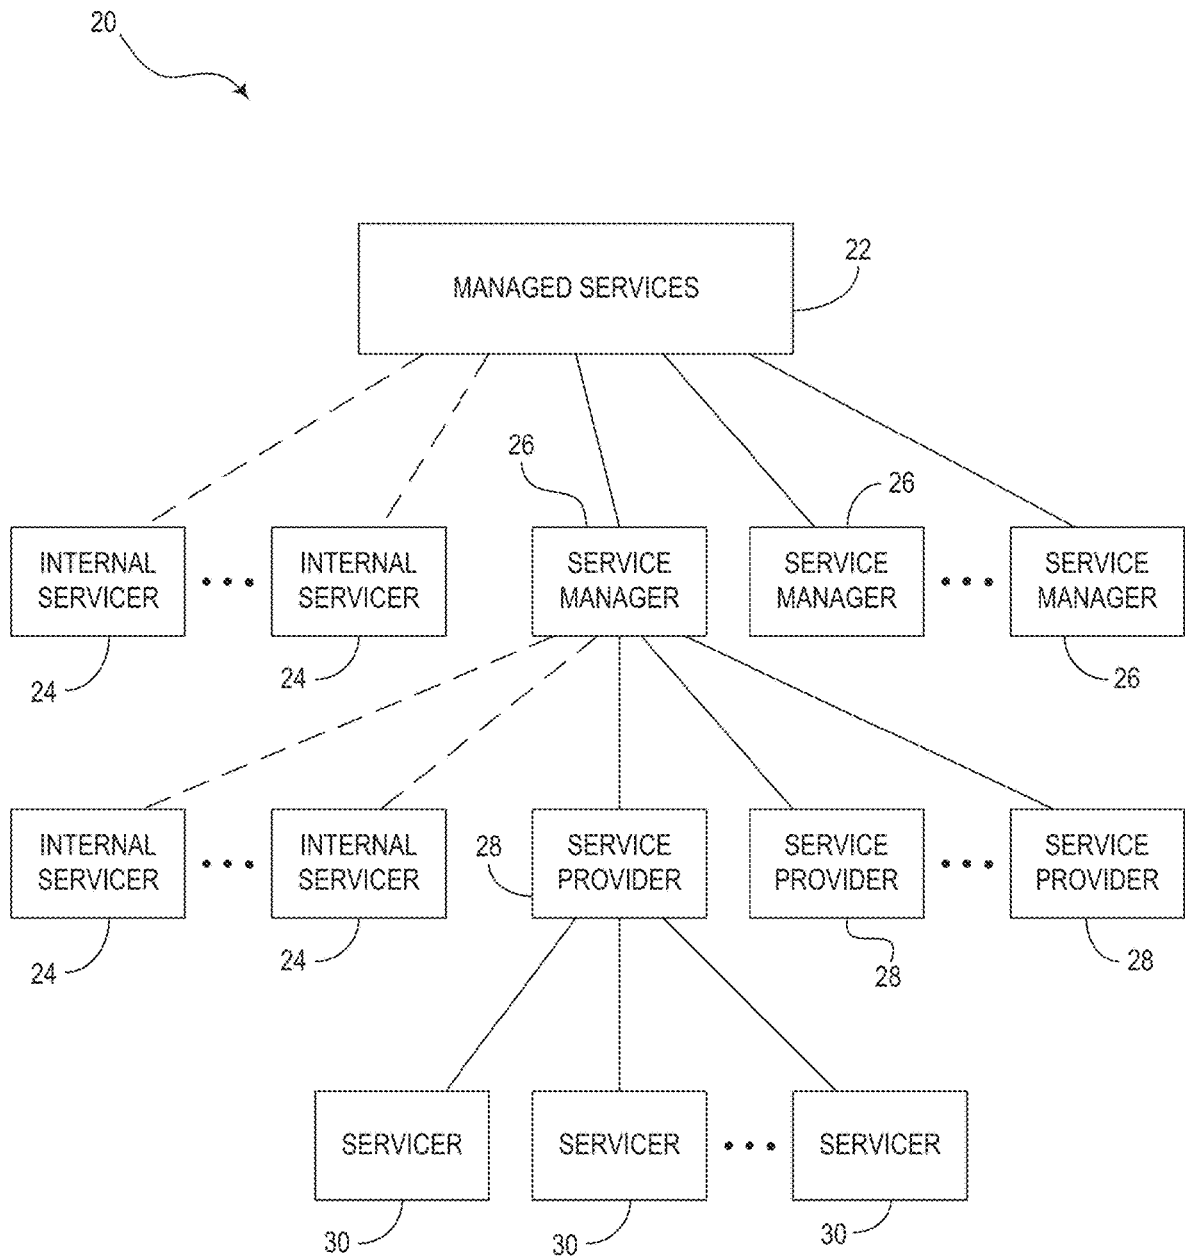 20
MANAGED SERVICES
22
26
26
INTERNAL
SERVICER
INTERNAL
SERVICER
SERVICE
MANAGER
SERVICE
MANAGER
SERVICE
MANAGER
24
24
26
INTERNAL
SERVICER
INTERNAL
SERVICER
28
SERVICE
PROVIDER
SERVICE
PROVIDER
SERVICE
PROVIDER
24
24
28
28
SERVICER
SERVICER
SERVICER
30
30
30